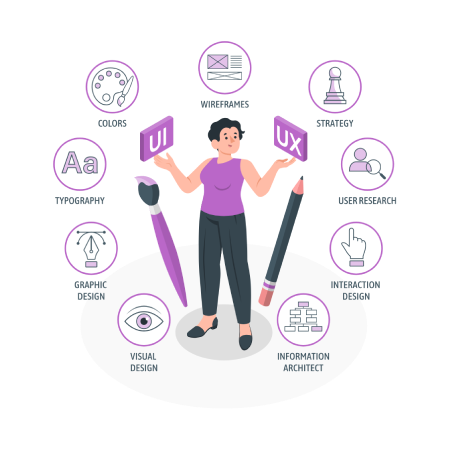 WIREFRAMES
COLORS
STRATEGY
UI
UX
Aa
TYPOGRAPHY
USER RESEARCH
GRAPHIC
DESIGN
INTERACTION
DESIGN
VISUAL
DESIGN
INFORMATION
ARCHITECT